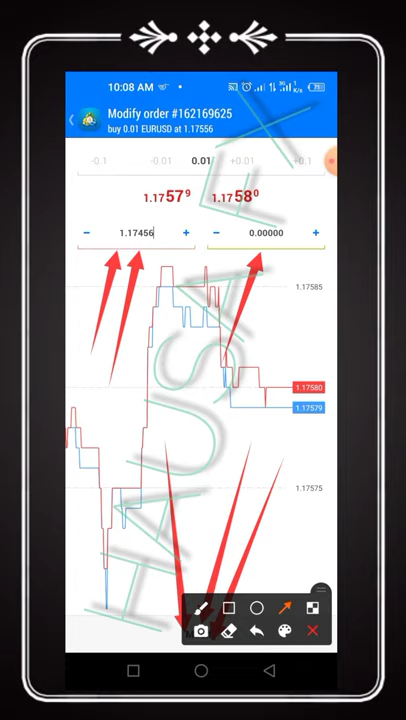 10:08 AM
Modify order #162169625
buy 0.01 EURUSD at 1.17556
-0.1 -0.01 0.01 +0.01 +0.1
1.17579 1.17580
- 1.17456 + - 0.00000 +
1.17585
1.17580
1.17579
1.17575
HAUSA FX